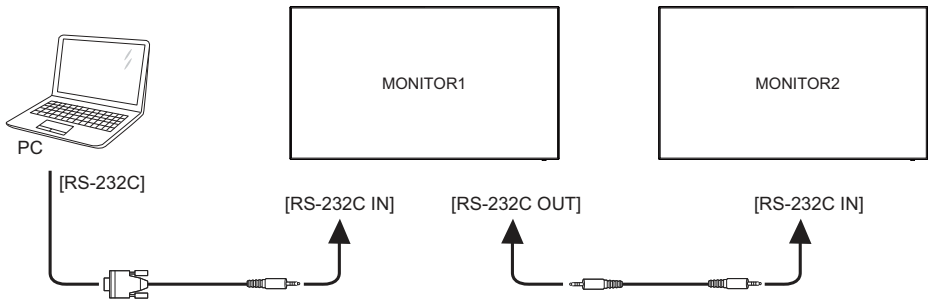 MONITOR1
MONITOR2
PC
[RS-232C]
[RS-232C IN]
[RS-232C OUT]
[RS-232C IN]